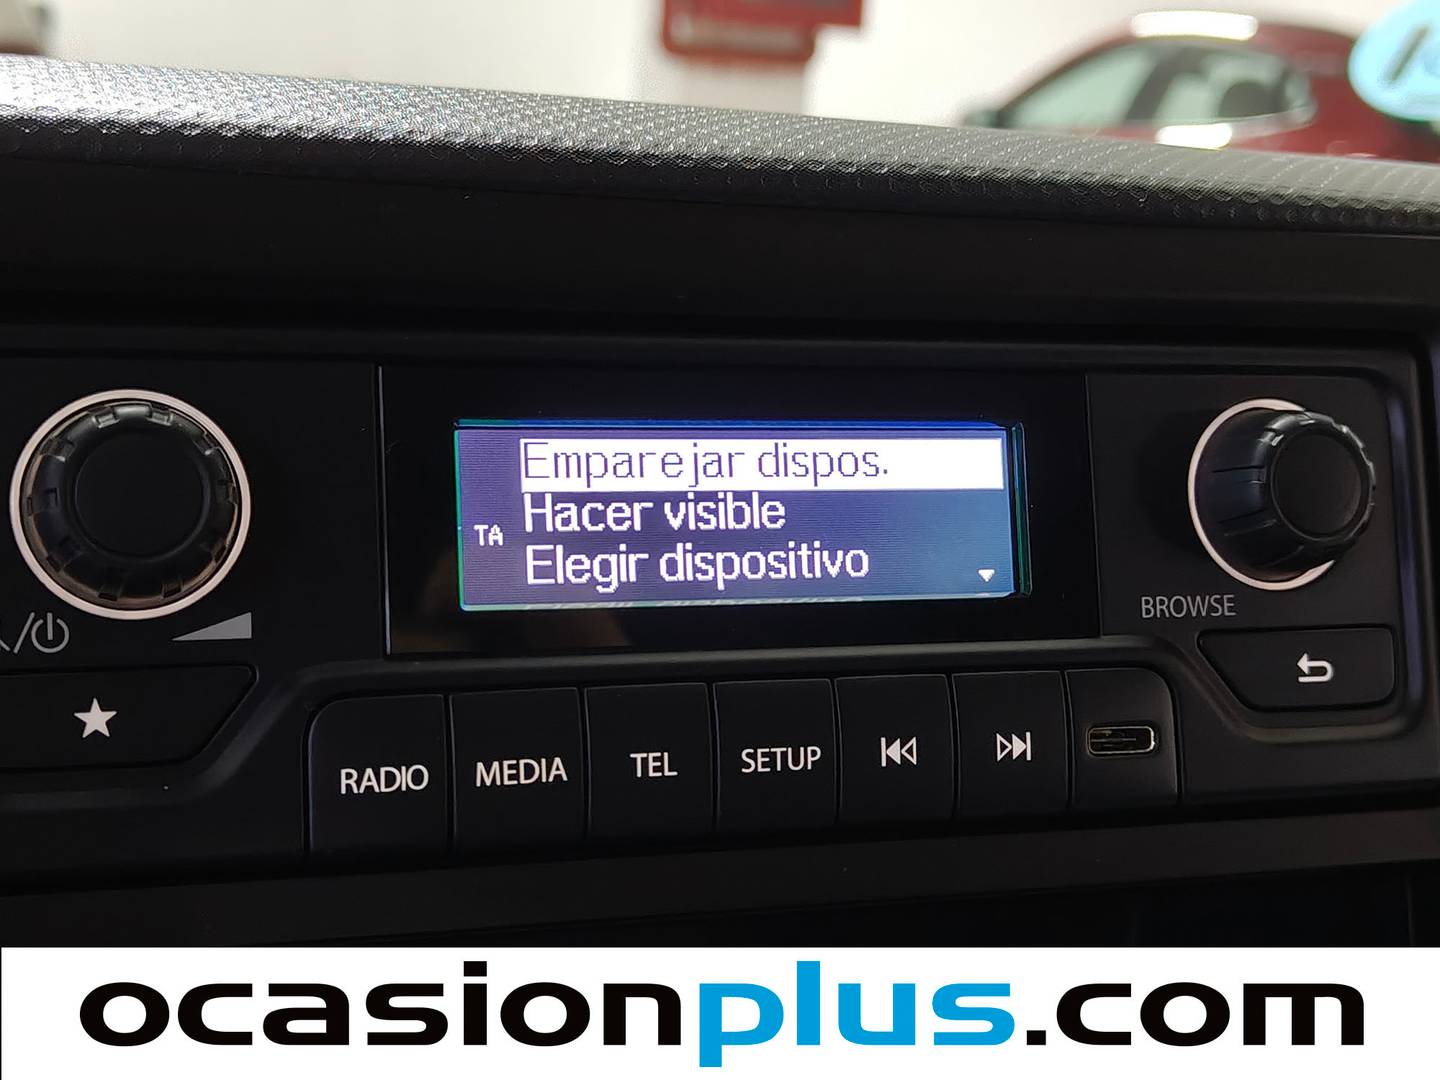 Emparejar dispos.
Hacer visible
TA
Elegir dispositivo
BROWSE
RADIO
MEDIA
TEL
SETUP
ocasionplus.com